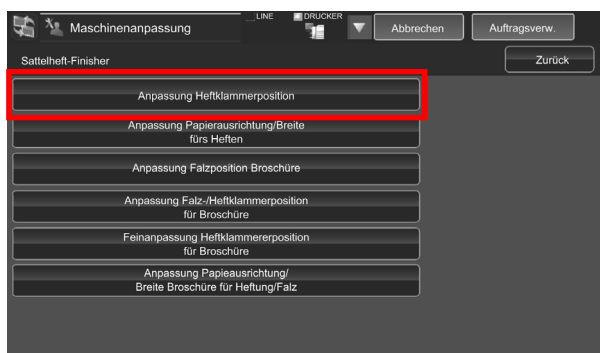 Maschinenanpassung
__LINE
DRUCKER
Abbrechen
Auftragsverw.
Sattelheft-Finisher
Zurück
Anpassung Heftklammerposition
Anpassung Papierausrichtung/Breite
fürs Heften
Anpassung Falzposition Broschüre
Anpassung Falz-/Heftklammerposition
für Broschüre
Feinanpassung Heftklammererposition
für Broschüre
Anpassung Papieausrichtung/
Breite Broschüre für Heftung/Falz